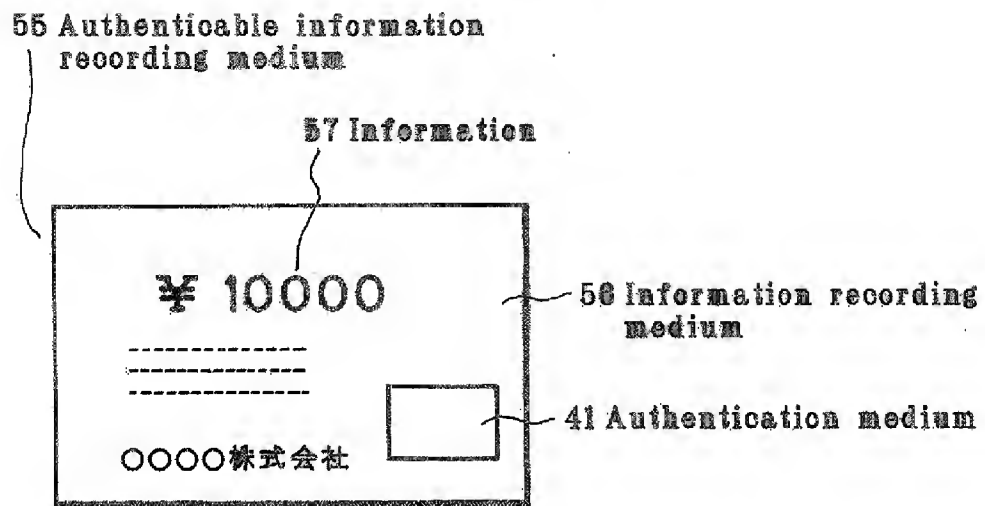 55 Authenticable information
recording medium
57 Information
¥ 10000
56 Information recording
medium
41 Authentication medium
○○○○株式会社